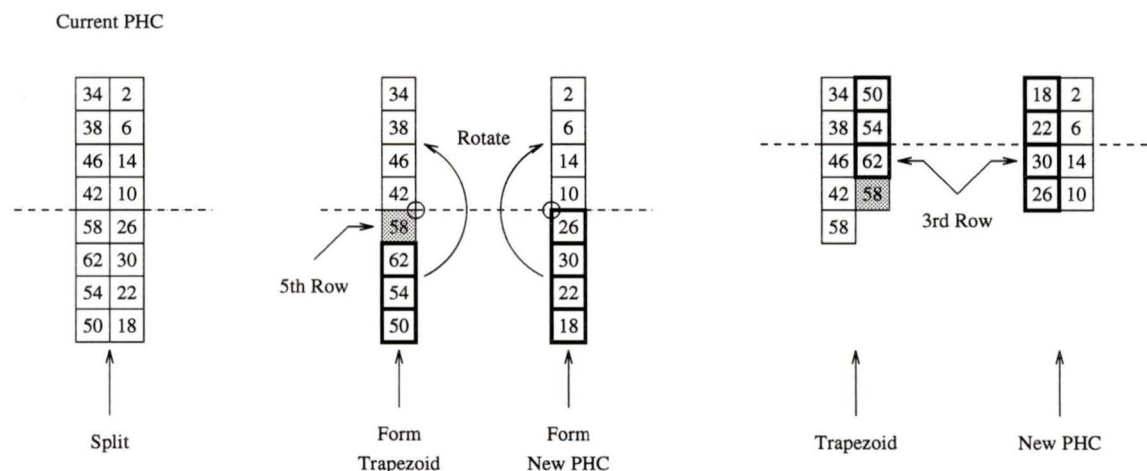 Current PHC
34 2 34 2 34 50 18 2
38 6 38 Rotate 6 38 54 22 6
46 14 46 14 46 62 30 14
42 10 42 10 42 58 26 10
58 26 58 26 58 3rd Row
62 30 62 30
5th Row
54 22 54 22
50 18 50 18
Split Form Form Trapezoid New PHC
Trapezoid New PHC